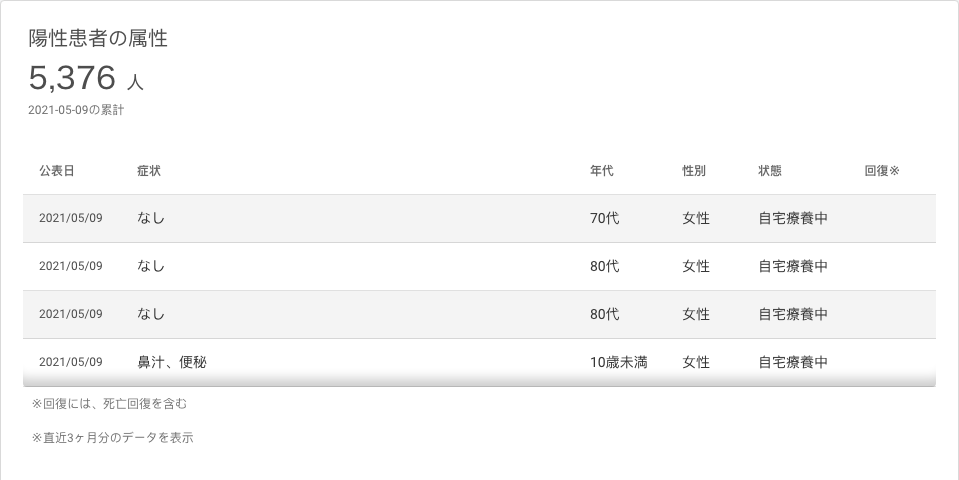 陽性患者の属性
5,376 人
2021-05-09の累計
公表日 症状 年代 性別 状態 回復※
2021/05/09 なし 70代 女性 自宅療養中
2021/05/09 なし 80代 女性 自宅療養中
2021/05/09 なし 80代 女性 自宅療養中
2021/05/09 鼻汁、便秘 10歳未満 女性 自宅療養中
※回復には、死亡回復を含む
※直近3ヶ月分のデータを表示